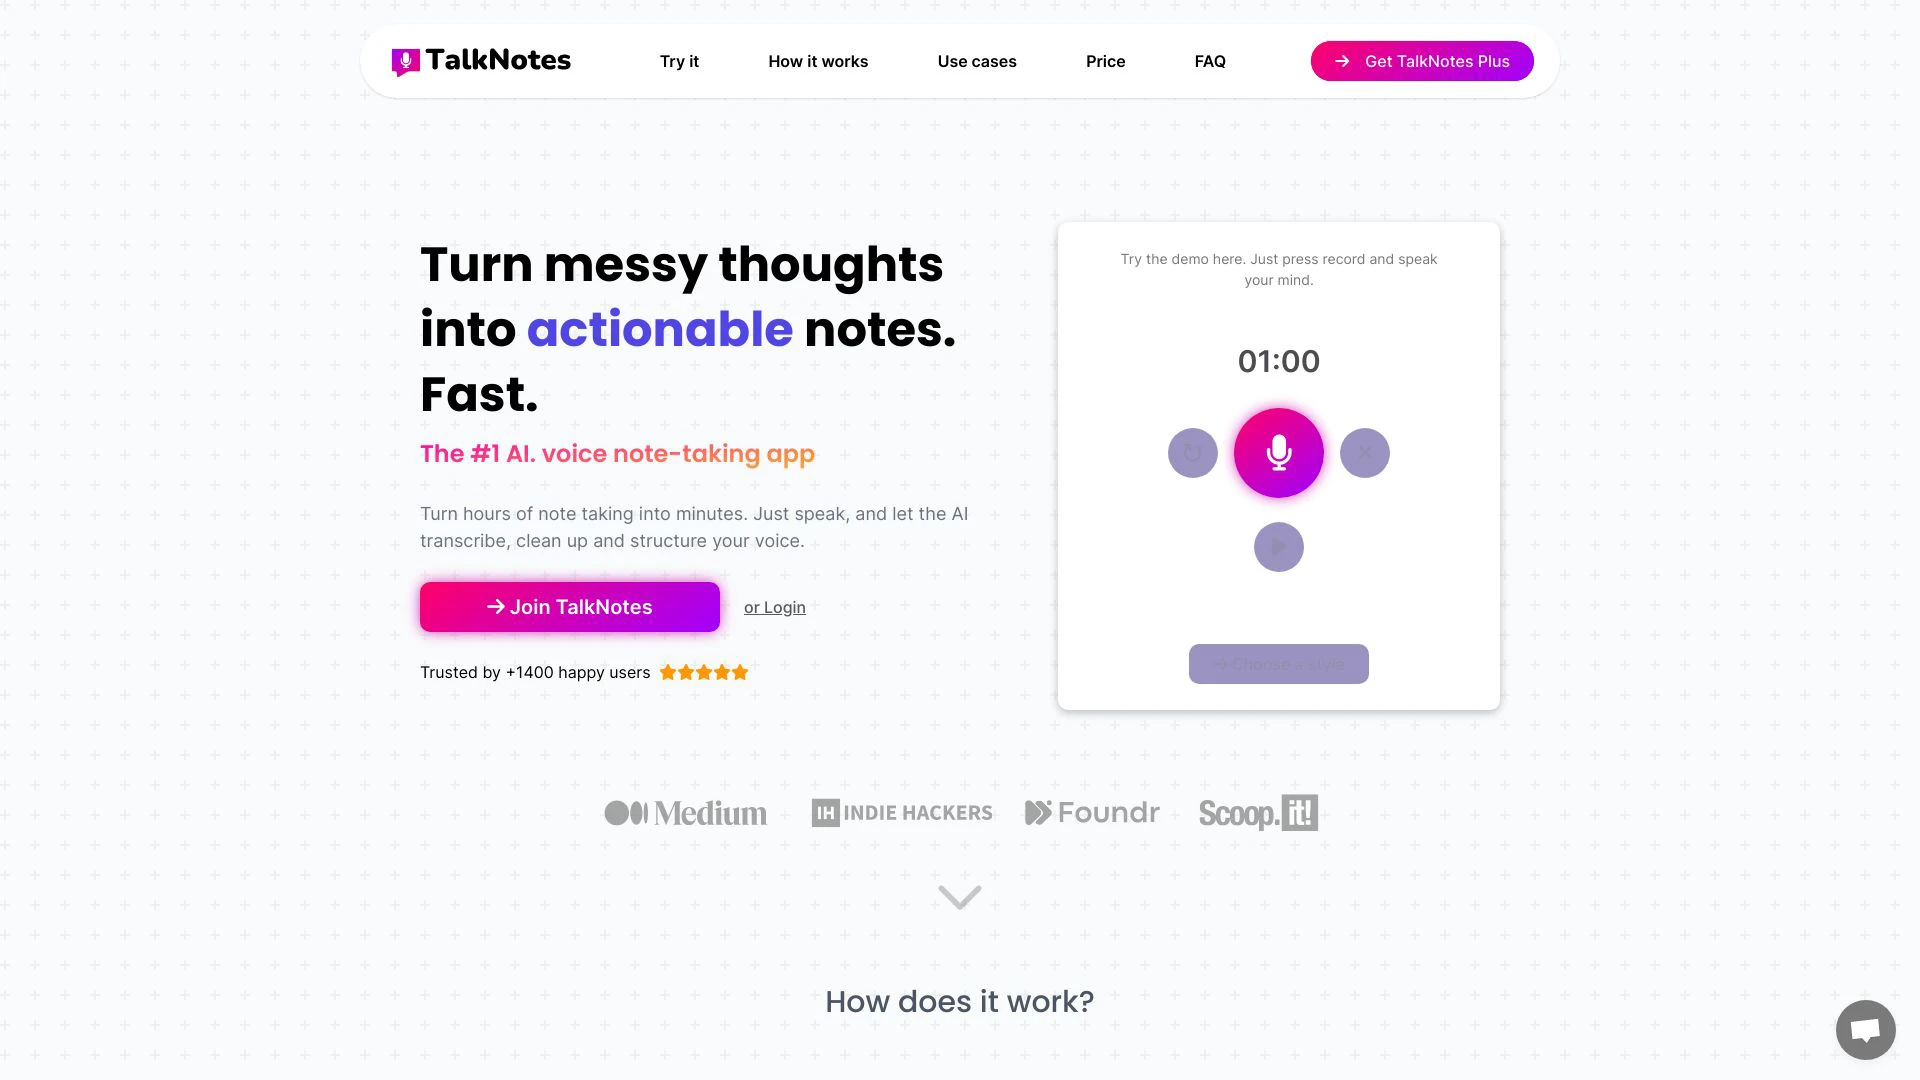 TalkNotes
Try it
How it works
Use cases
Price
FAQ
Get TalkNotes Plus
Turn messy thoughts
into actionable notes.
Fast.
The #1 AI. voice note-taking app
Turn hours of note taking into minutes. Just speak, and let the AI
transcribe, clean up and structure your voice.
Join TalkNotes
or Login
Trusted by +1400 happy users
Try the demo here. Just press record and speak
your mind.
01:00
Choose a style
Medium
IH INDIE HACKERS
Foundr
Scoop.it!
How does it work?